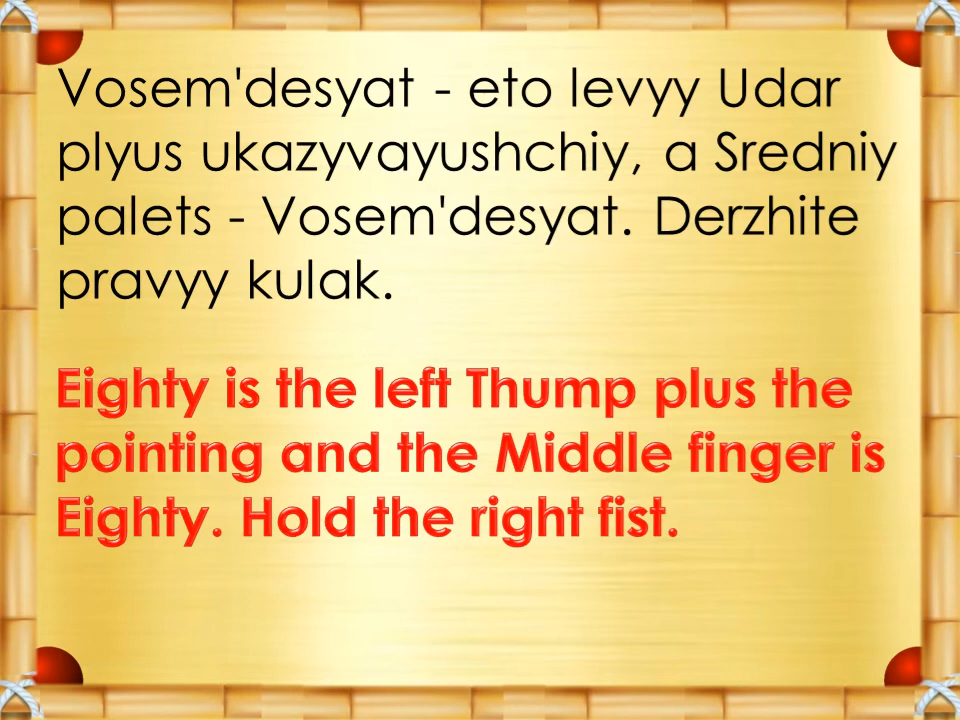 Vosem'desyat - eto levyy Udar
plyus ukazyvayushchiy, a Sredniy
palets - Vosem'desyat. Derzhite
pravyy kulak.
Eighty is the left Thump plus the
pointing and the Middle finger is
Eighty. Hold the right fist.